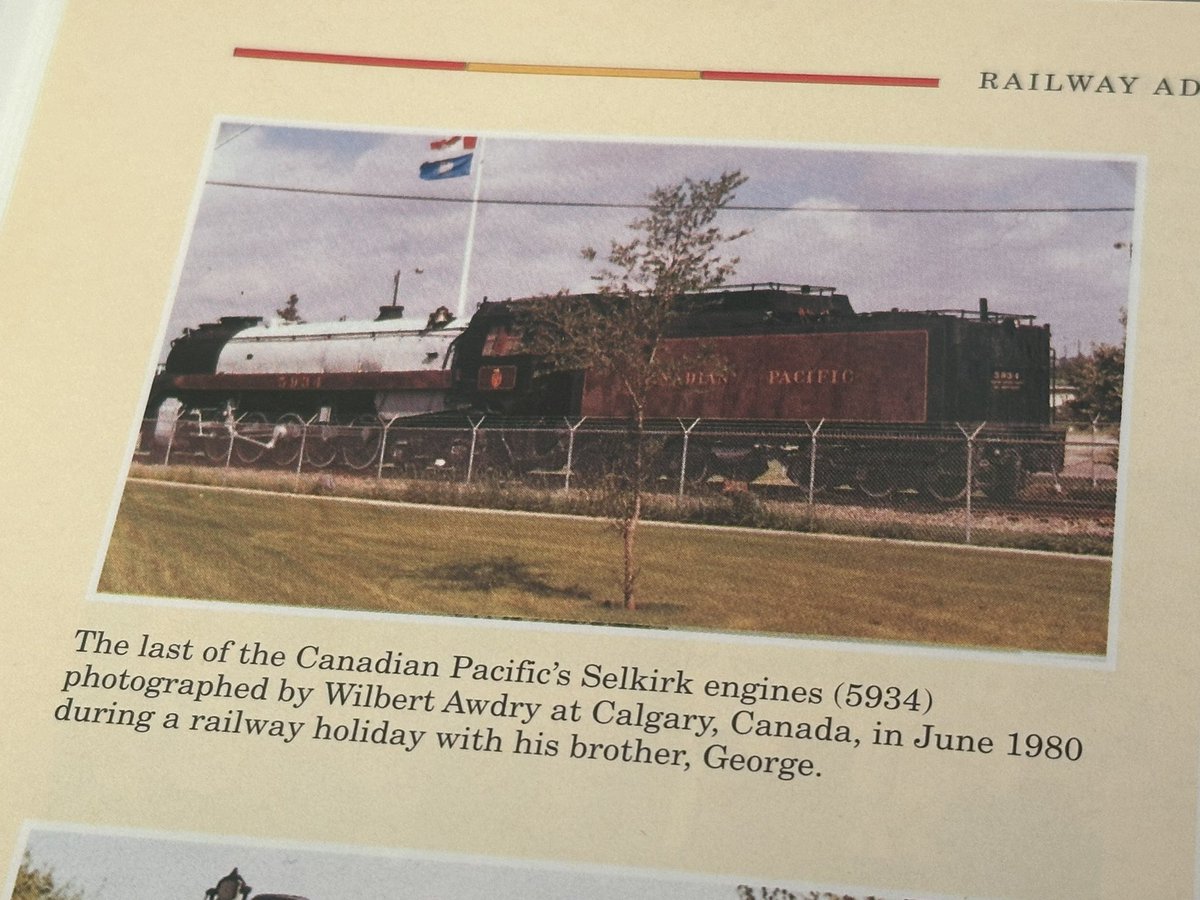 RAILWAY AD
5934
CANADIAN PACIFIC
5934
The last of the Canadian Pacific's Selkirk engines (5934)
photographed by Wilbert Awdry at Calgary, Canada, in June 1980
during a railway holiday with his brother, George.